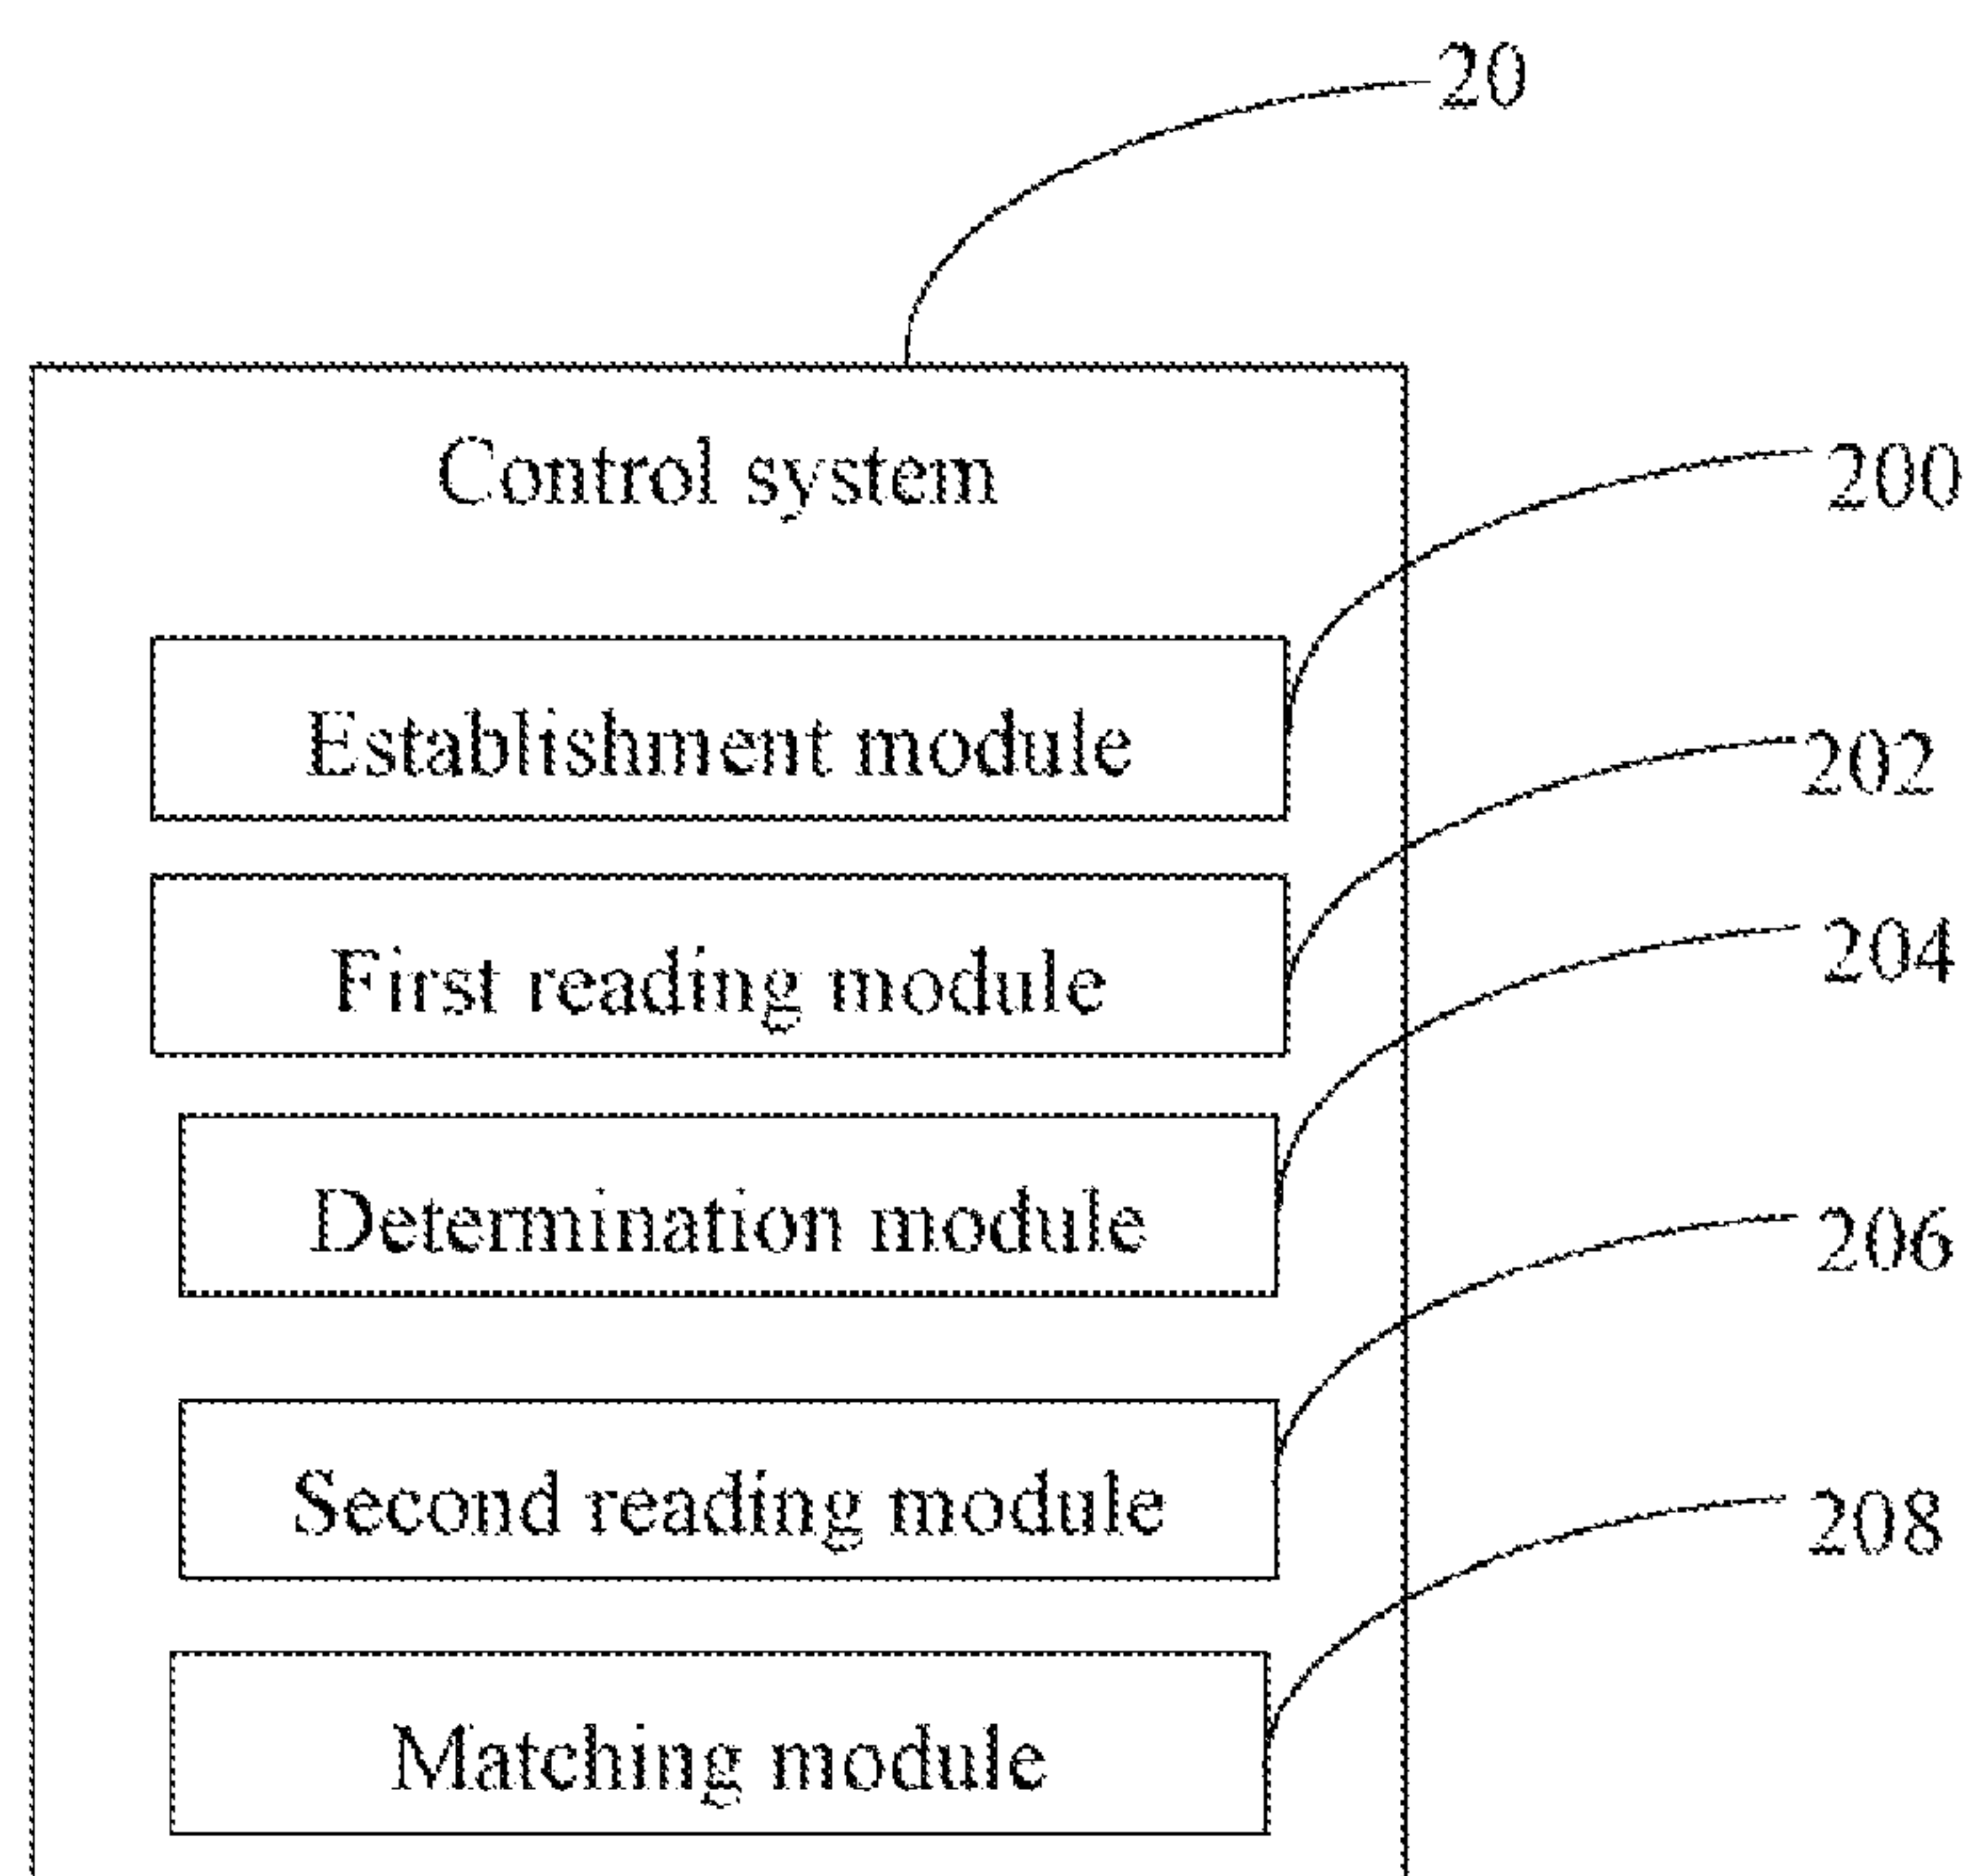 20
Control system
200
Establishment module
202
First reading module
204
Determination module
206
Second reading module
208
Matching module